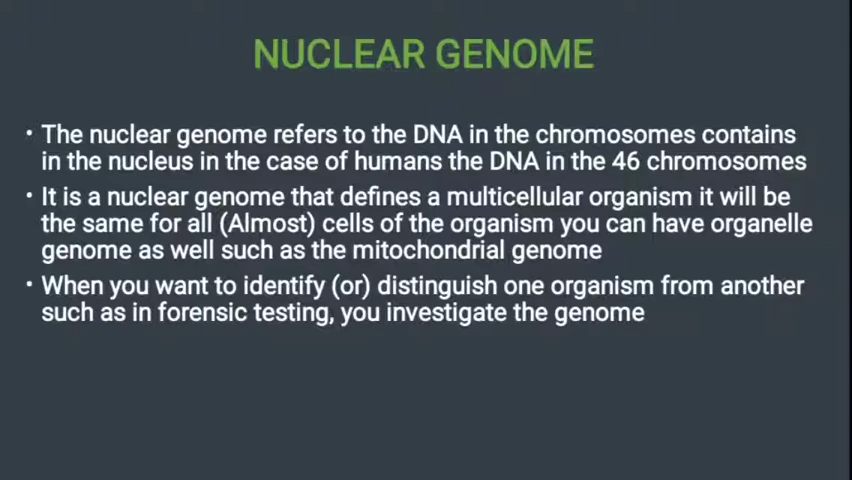 NUCLEAR GENOME
• The nuclear genome refers to the DNA in the chromosomes contains
in the nucleus in the case of humans the DNA in the 46 chromosomes
• It is a nuclear genome that defines a multicellular organism it will be
the same for all (Almost) cells of the organism you can have organelle
genome as well such as the mitochondrial genome
• When you want to identify (or) distinguish one organism from another
such as in forensic testing, you investigate the genome